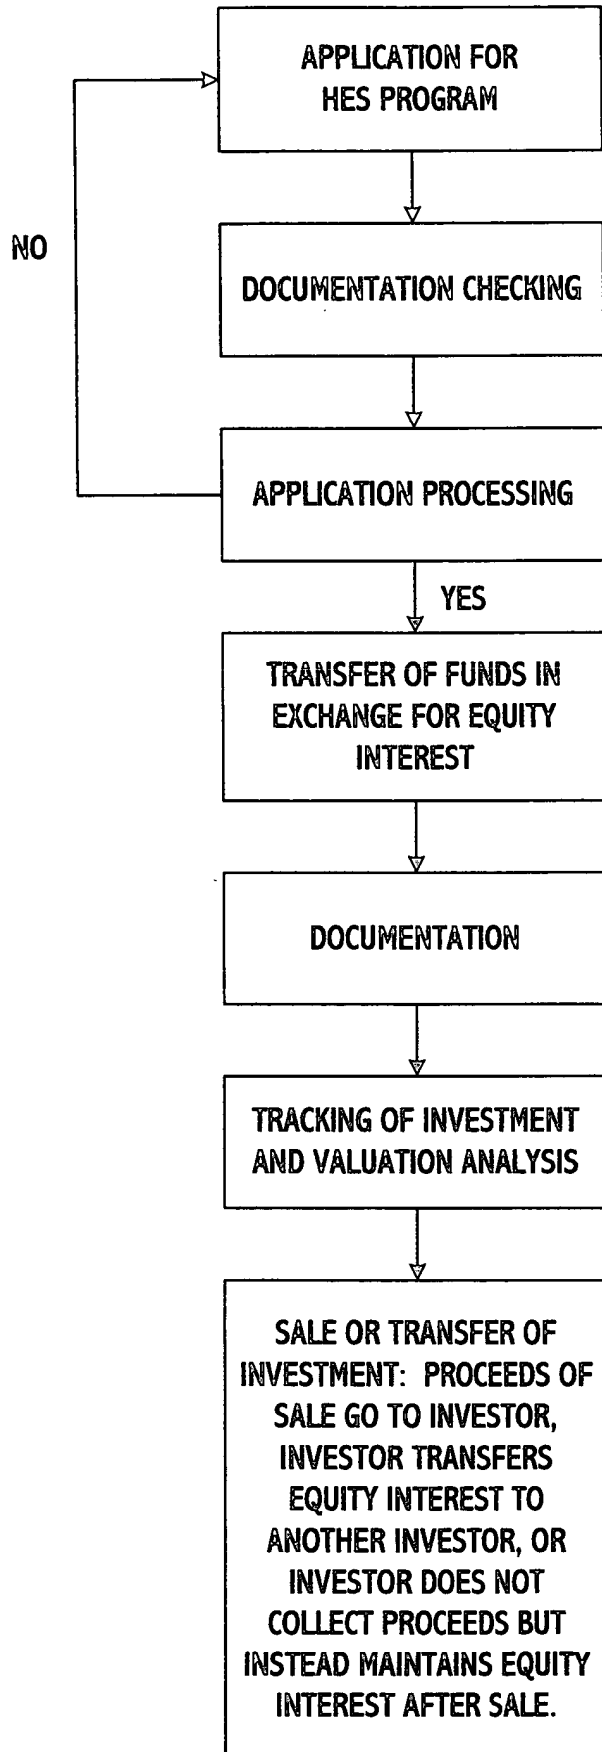 APPLICATION FOR
HES PROGRAM
NO
DOCUMENTATION CHECKING
APPLICATION PROCESSING
YES
TRANSFER OF FUNDS IN
EXCHANGE FOR EQUITY
INTEREST
DOCUMENTATION
TRACKING OF INVESTMENT
AND VALUATION ANALYSIS
SALE OR TRANSFER OF
INVESTMENT: PROCEEDS OF
SALE GO TO INVESTOR,
INVESTOR TRANSFERS
EQUITY INTEREST TO
ANOTHER INVESTOR, OR
INVESTOR DOES NOT
COLLECT PROCEEDS BUT
INSTEAD MAINTAINS EQUITY
INTEREST AFTER SALE.